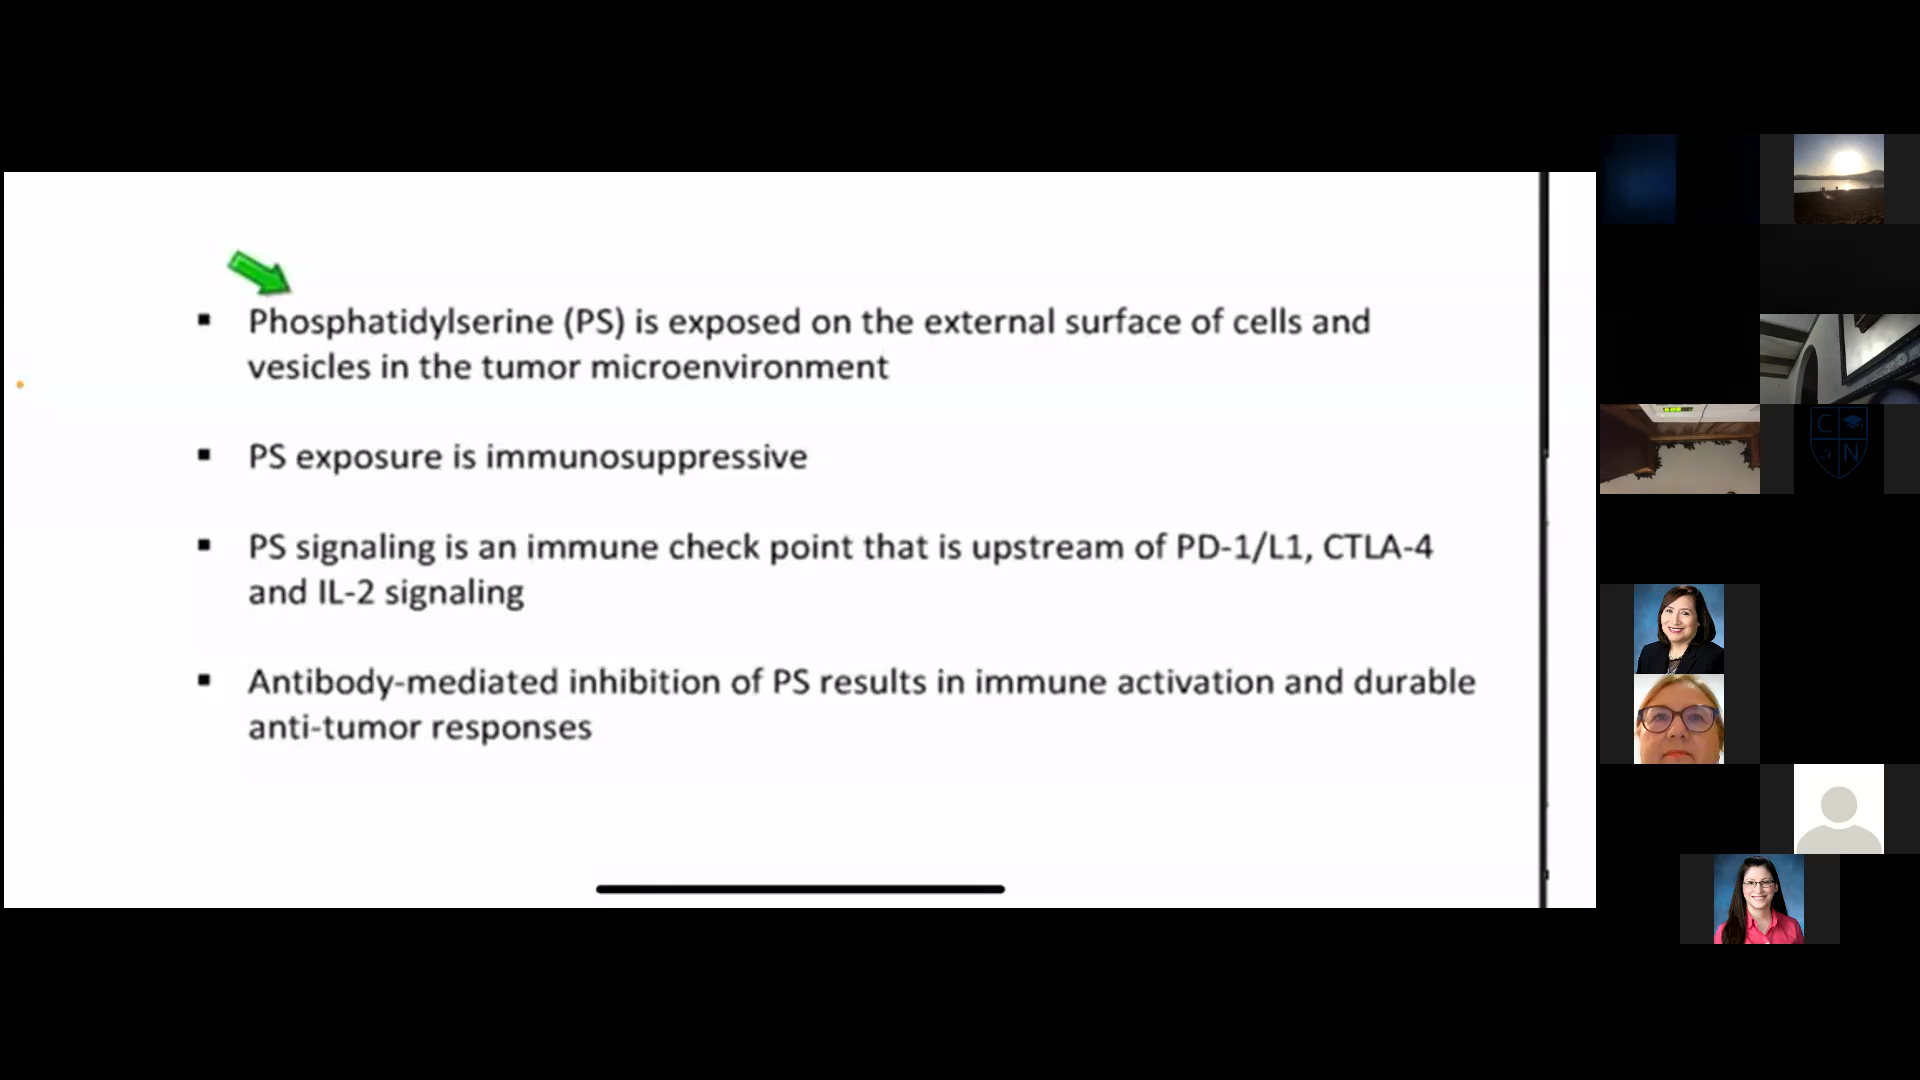 ▪ Phosphatidylserine (PS) is exposed on the external surface of cells and
vesicles in the tumor microenvironment
▪ PS exposure is immunosuppressive
▪ PS signaling is an immune check point that is upstream of PD-1/L1, CTLA-4
and IL-2 signaling
▪ Antibody-mediated inhibition of PS results in immune activation and durable
anti-tumor responses
C
N